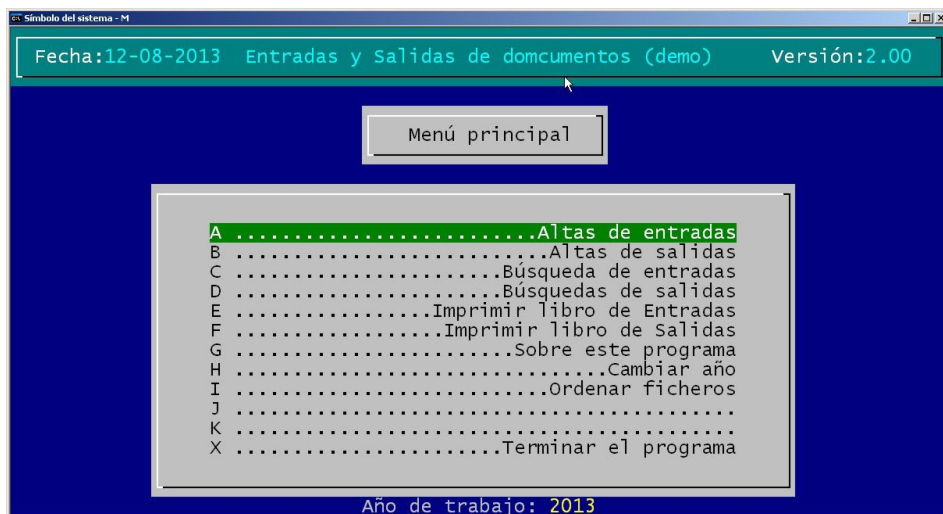 Símbolo del sistema - M
Fecha:12-08-2013 Entradas y Salidas de domcumentos (demo) Versión:2.00
Menú principal
A ..........................Altas de entradas
B ...........................Altas de salidas
C .......................Búsqueda de entradas
D .......................Búsquedas de salidas
E .................Imprimir libro de Entradas
F ..................Imprimir libro de Salidas
G ........................Sobre este programa
H ................................Cambiar año
I ...........................Ordenar ficheros
J ...........................................
K ...........................................
X .......................Terminar el programa
Año de trabajo: 2013